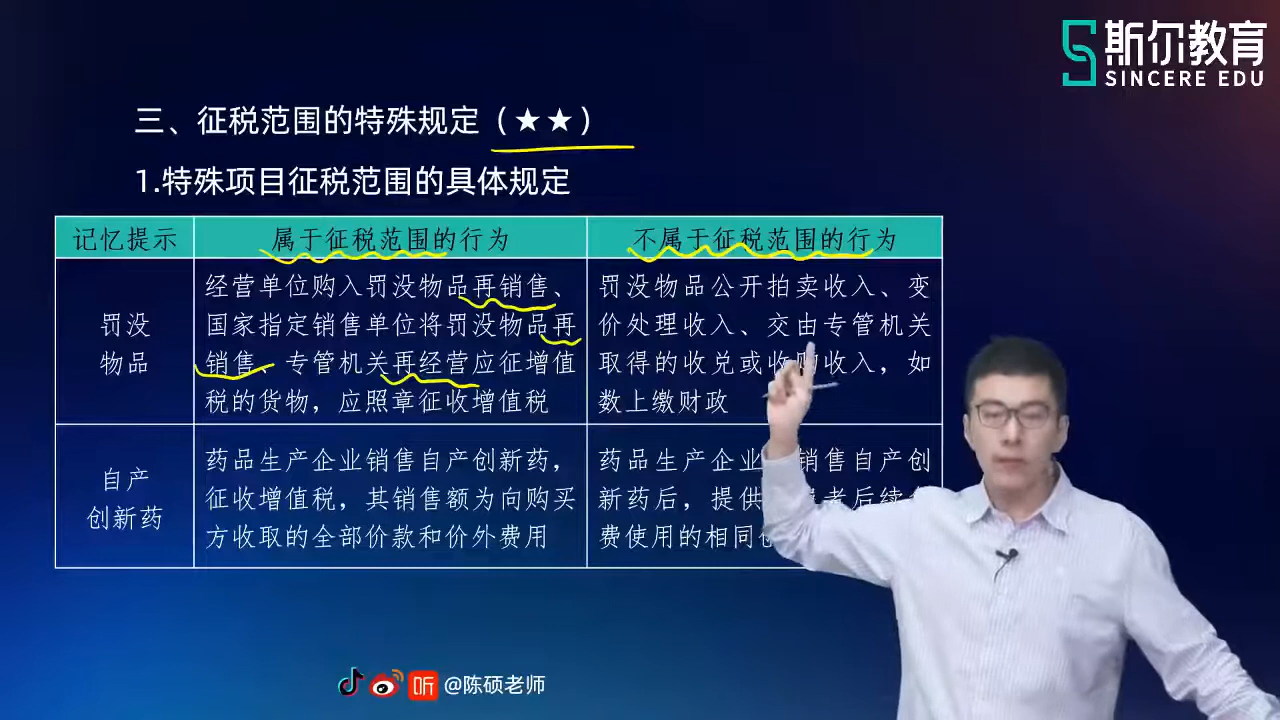 斯尔教育
SINCERE EDU
三、征税范围的特殊规定（★★）
1.特殊项目征税范围的具体规定
记忆提示
属于征税范围的行为
不属于征税范围的行为
罚没
物品
经营单位购入罚没物品再销售、
国家指定销售单位将罚没物品再
销售、专管机关再经营应征增值
税的货物，应照章征收增值税
罚没物品公开拍卖收入、变
价处理收入、交由专管机关
取得的收兑或收购收入，如
数上缴财政
自产
创新药
药品生产企业销售自产创新药，
征收增值税，其销售额为向购买
方收取的全部价款和价外费用
药品生产企业 销售自产创
新药后，提供 者后续
费使用的相同
听
@陈硕老师